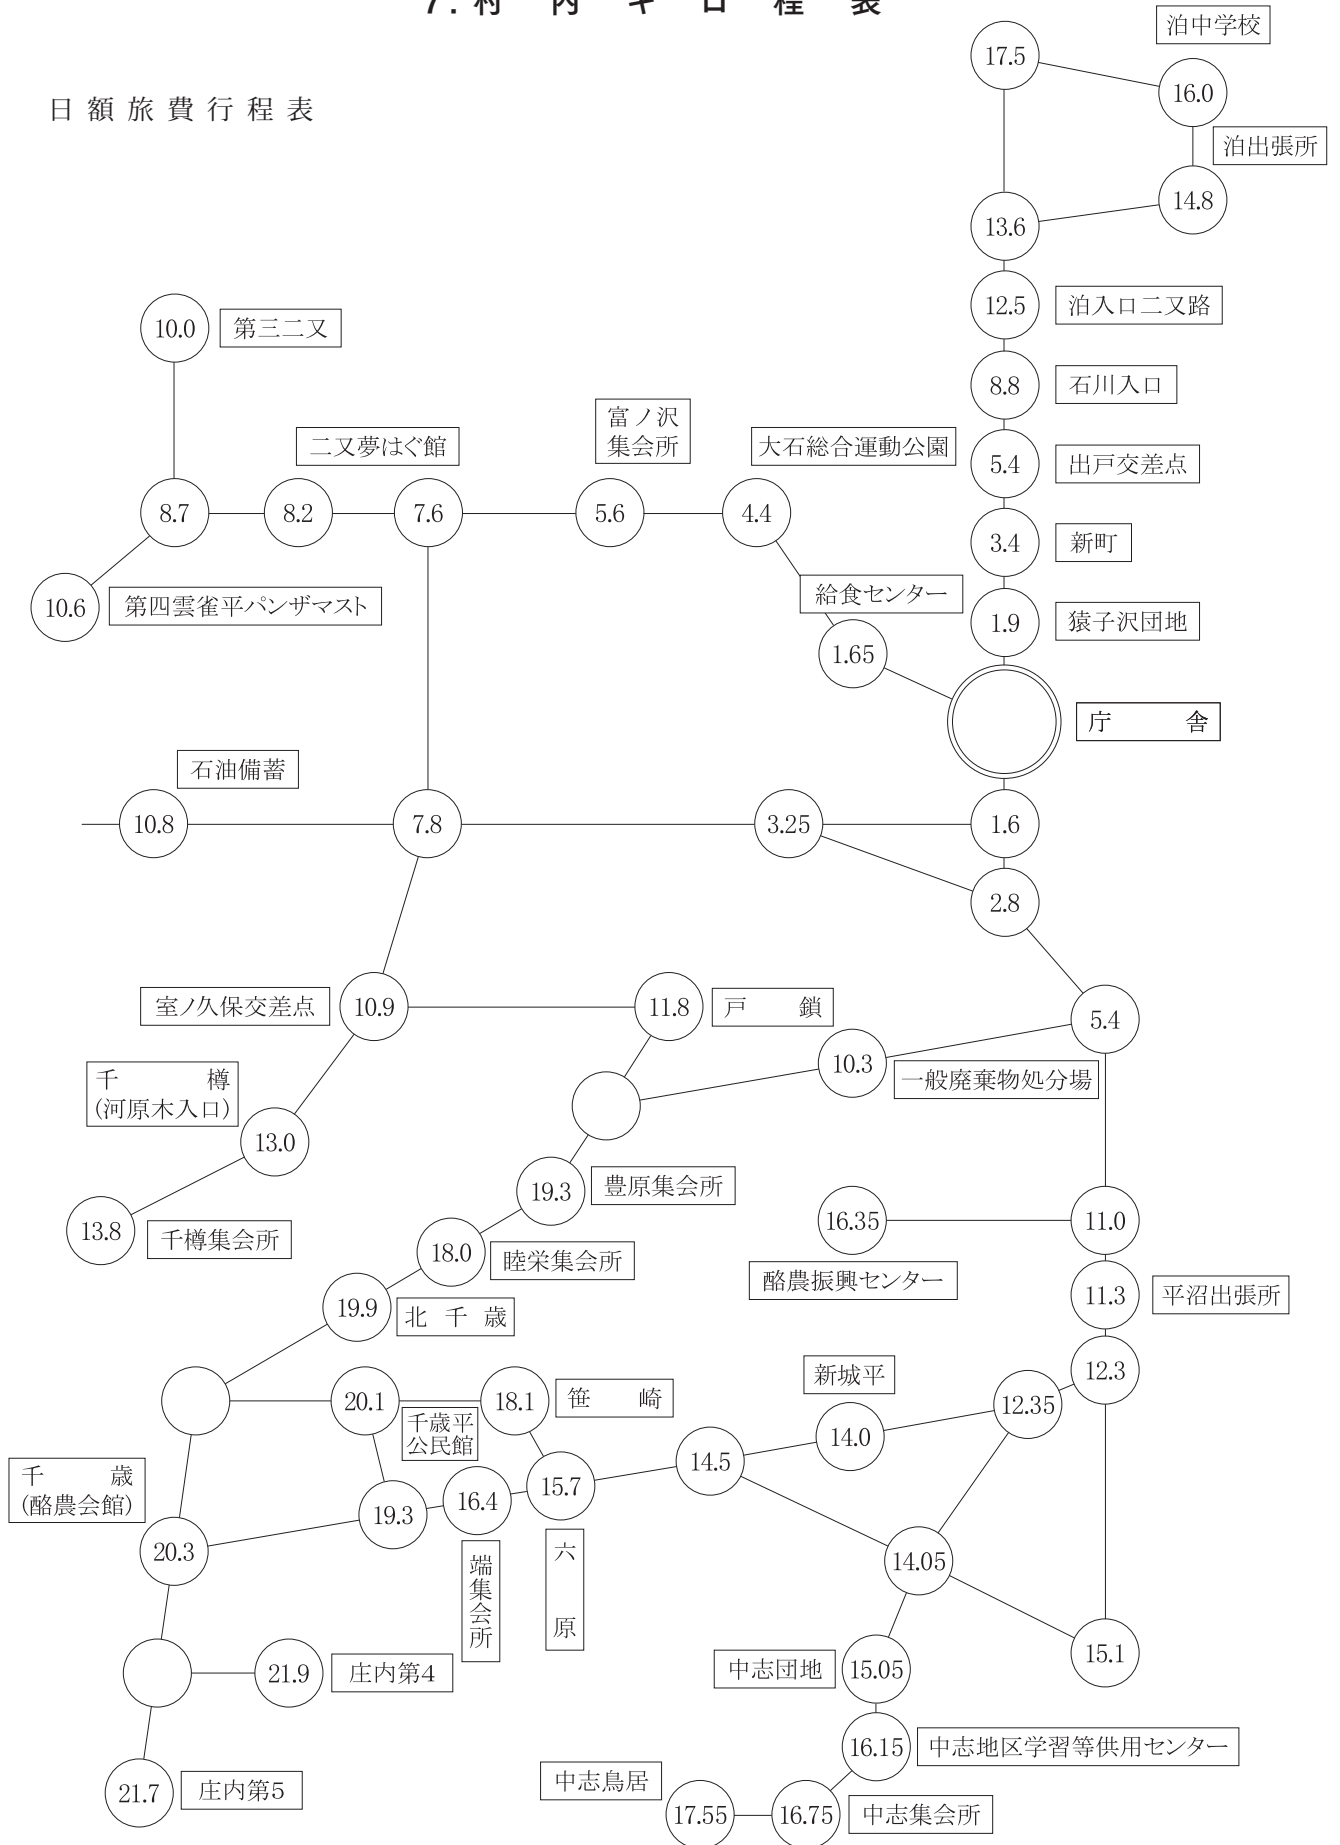 7．村内キロ程表
日額旅費行程表
17.5
泊中学校
16.0
泊出張所
14.8
13.6
12.5
泊入口二又路
10.0
第三二又
8.8
石川入口
富ノ沢
集会所
二又夢はぐ館
大石総合運動公園
5.4
出戸交差点
8.7
8.2
7.6
5.6
4.4
3.4
新町
10.6
第四雲雀平パンザマスト
給食センター
1.9
猿子沢団地
1.65
庁舎
石油備蓄
10.8
7.8
3.25
1.6
2.8
室ノ久保交差点
10.9
11.8
戸鎖
5.4
10.3
一般廃棄物処分場
千樽
(河原木入口)
13.0
19.3
豊原集会所
16.35
11.0
13.8
千樽集会所
18.0
睦栄集会所
酪農振興センター
11.3
平沼出張所
19.9
北千歳
新城平
12.3
20.1
18.1
笹崎
12.35
千歳平
公民館
14.0
14.5
千歳
(酪農会館)
19.3
16.4
15.7
20.3
端集会所
六原
14.05
15.1
21.9
庄内第4
中志団地
15.05
16.15
中志地区学習等供用センター
21.7
庄内第5
中志鳥居
17.55
16.75
中志集会所